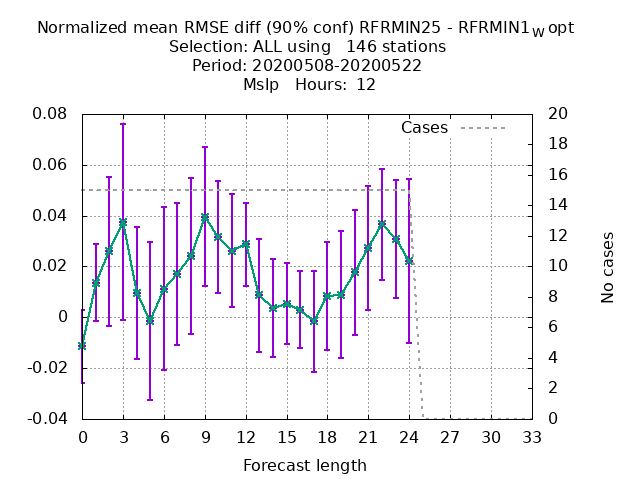 Normalized mean RMSE diff (90% conf) RFRMIN25 - RFRMIN1W opt
Selection: ALL using 146 stations
Period: 20200508-20200522
Mslp Hours: 12
Cases
0.08
0.06
0.04
0.02
0
-0.02
-0.04
20
18
16
14
12
10
8
6
4
2
0
No cases
0 3 6 9 12 15 18 21 24 27 30 33
Forecast length